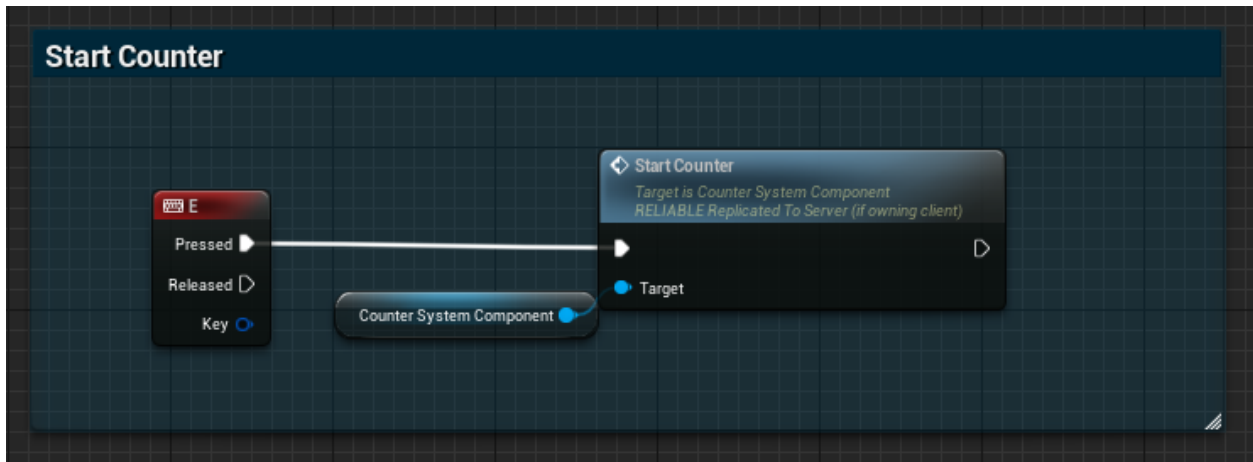 Start Counter
Start Counter
Target is Counter System Component
RELIABLE Replicated To Server (if owning client)
E
Pressed
Released
Target
Counter System Component
Key